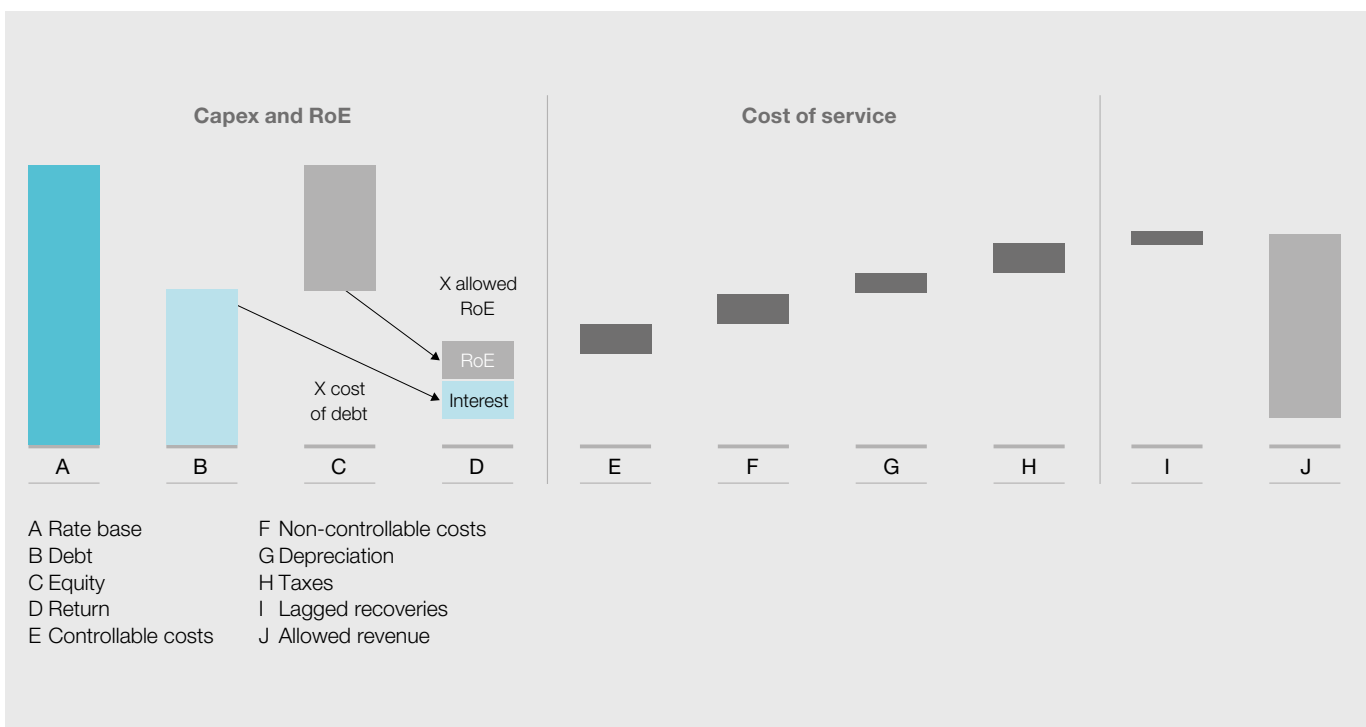 Capex and RoE
Cost of service
X allowed
RoE
RoE
X cost
of debt
Interest
A
B
C
D
E
F
G
H
I
J
A Rate base
B Debt
C Equity
D Return
E Controllable costs
F Non-controllable costs
G Depreciation
H Taxes
I Lagged recoveries
J Allowed revenue